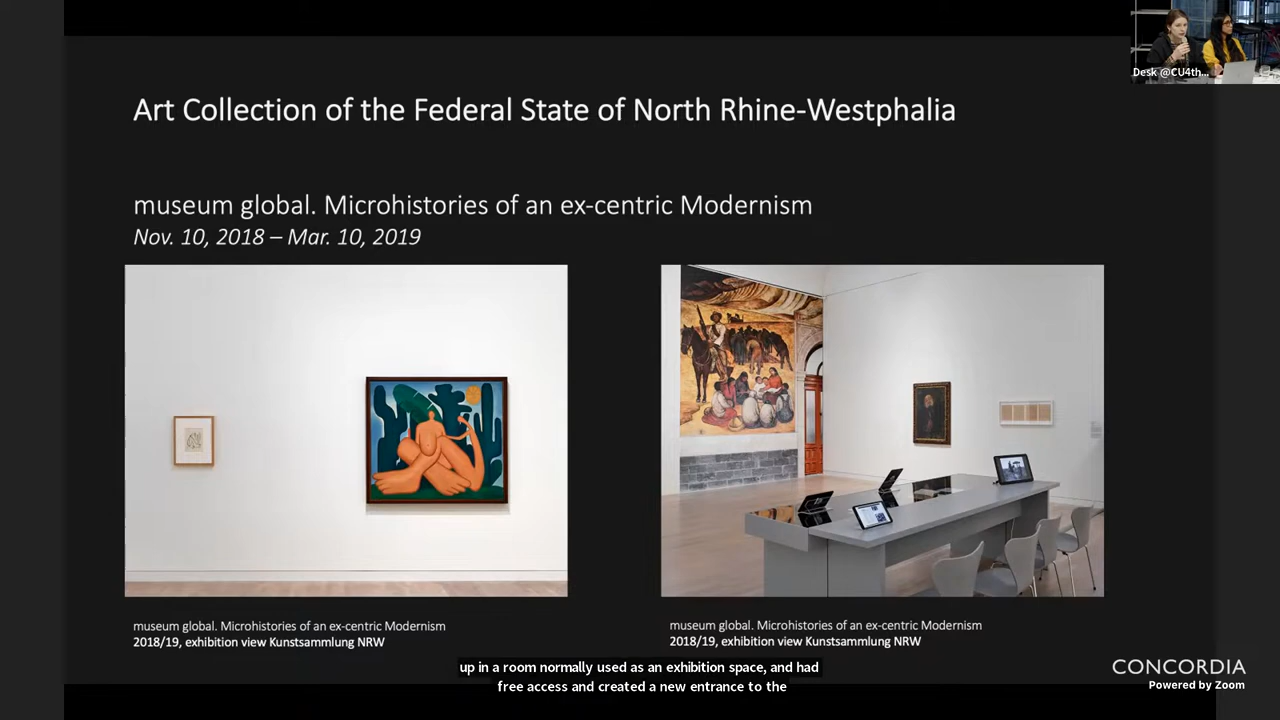 Desk @CU4th...
Art Collection of the Federal State of North Rhine-Westphalia
museum global. Microhistories of an ex-centric Modernism
Nov. 10, 2018 – Mar. 10, 2019
museum global. Microhistories of an ex-centric Modernism
2018/19, exhibition view Kunstsammlung NRW
museum global. Microhistories of an ex-centric Modernism
2018/19, exhibition view Kunstsammlung NRW
up in a room normally used as an exhibition space, and had
free access and created a new entrance to the
CONCORDIA
Powered by Zoom